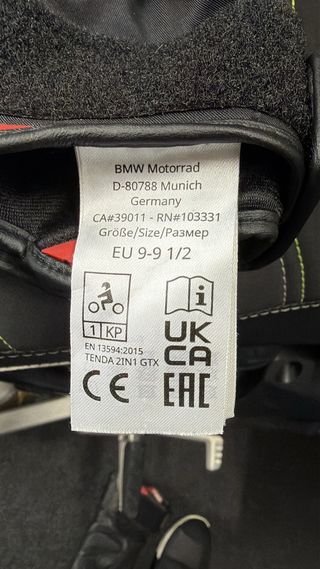 BMW Motorrad
D-80788 Munich
Germany
CA#39011 - RN#103331
Größe/Size/Размер
EU 9-9 1/2
1 KP
EN 13594:2015
TENDA 2IN1 GTX
i
UK
CA
CE
EAC